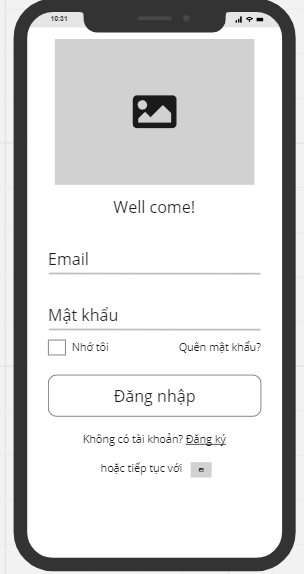 10:31
Well come!
Email
Mật khẩu
Nhớ tôi Quên mật khẩu?
Đăng nhập
Không có tài khoản? Đăng ký
hoặc tiếp tục với